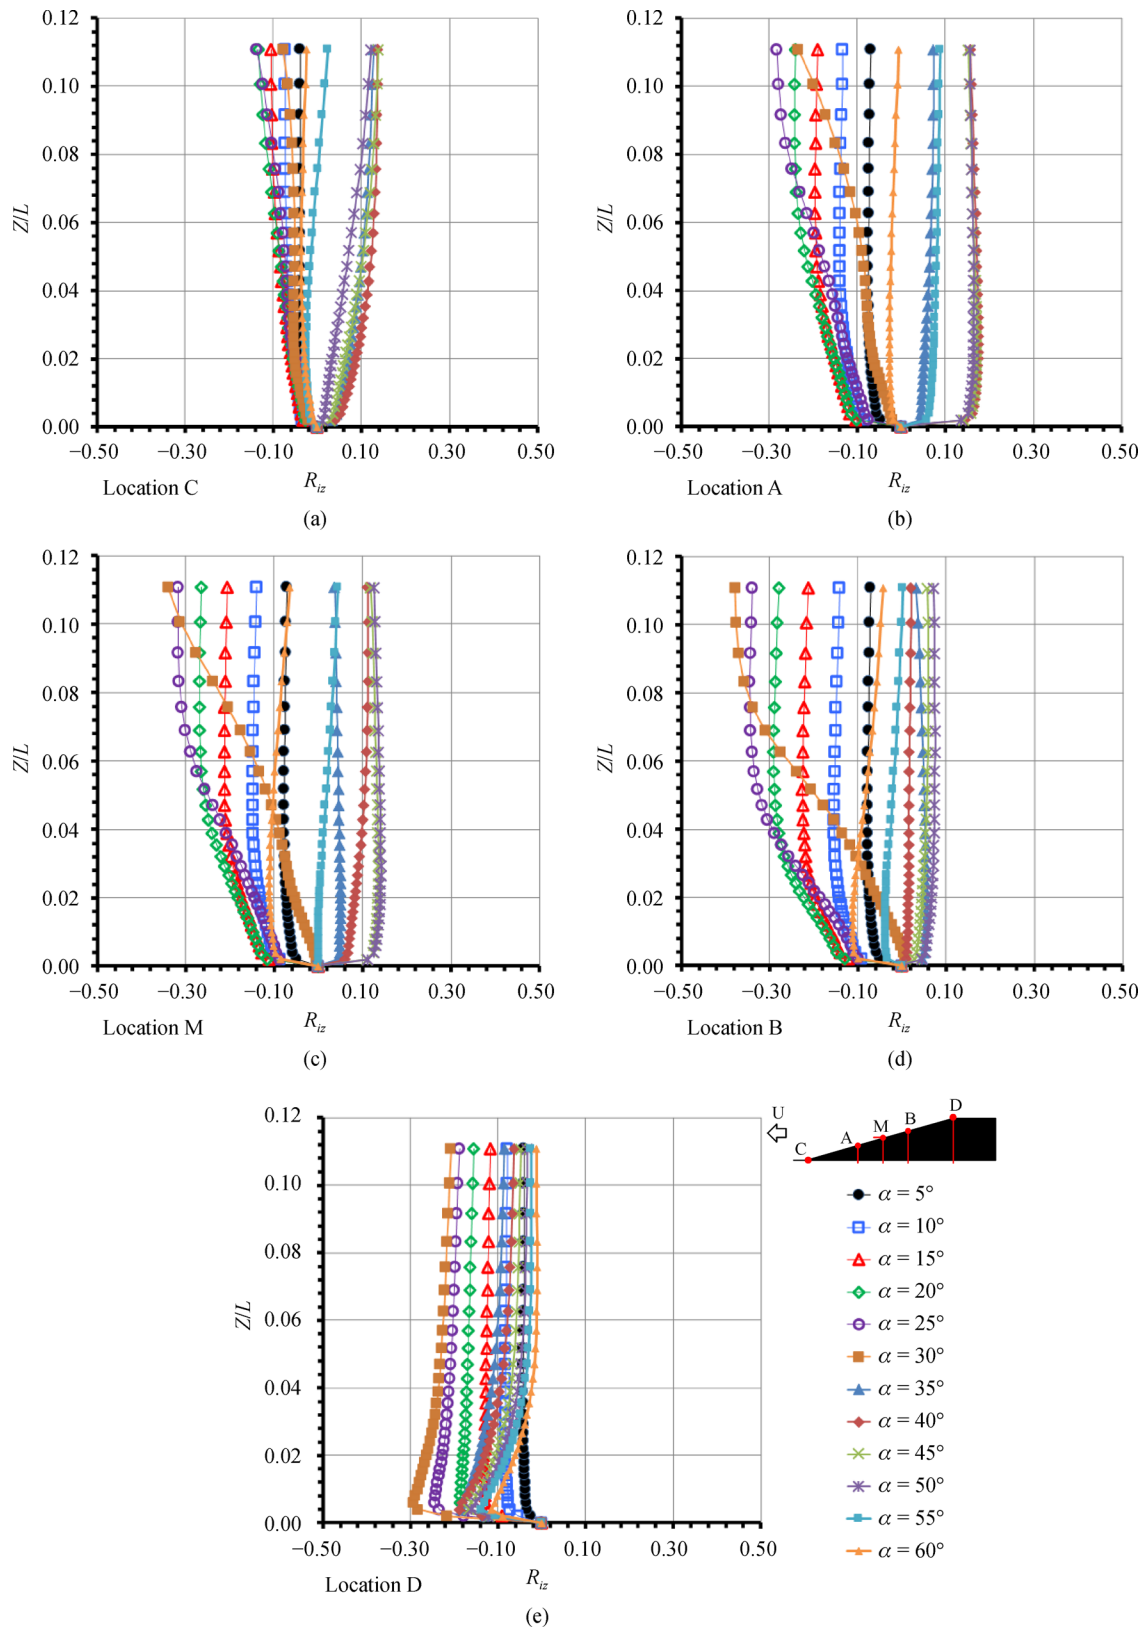 0.12
0.10
0.08
Z/L
0.06
0.04
0.02
0.00
−0.50 −0.30 −0.10 0.10 0.30 0.50
Location C
R_iz
(a)
0.12
0.10
0.08
Z/L
0.06
0.04
0.02
0.00
−0.50 −0.30 −0.10 0.10 0.30 0.50
Location A
R_iz
(b)
0.12
0.10
0.08
Z/L
0.06
0.04
0.02
0.00
−0.50 −0.30 −0.10 0.10 0.30 0.50
Location M
R_iz
(c)
0.12
0.10
0.08
Z/L
0.06
0.04
0.02
0.00
−0.50 −0.30 −0.10 0.10 0.30 0.50
Location B
R_iz
(d)
0.12
0.10
0.08
Z/L
0.06
0.04
0.02
0.00
−0.50 −0.30 −0.10 0.10 0.30 0.50
Location D
R_iz
(e)
U
C A M B D
α = 5°
α = 10°
α = 15°
α = 20°
α = 25°
α = 30°
α = 35°
α = 40°
α = 45°
α = 50°
α = 55°
α = 60°